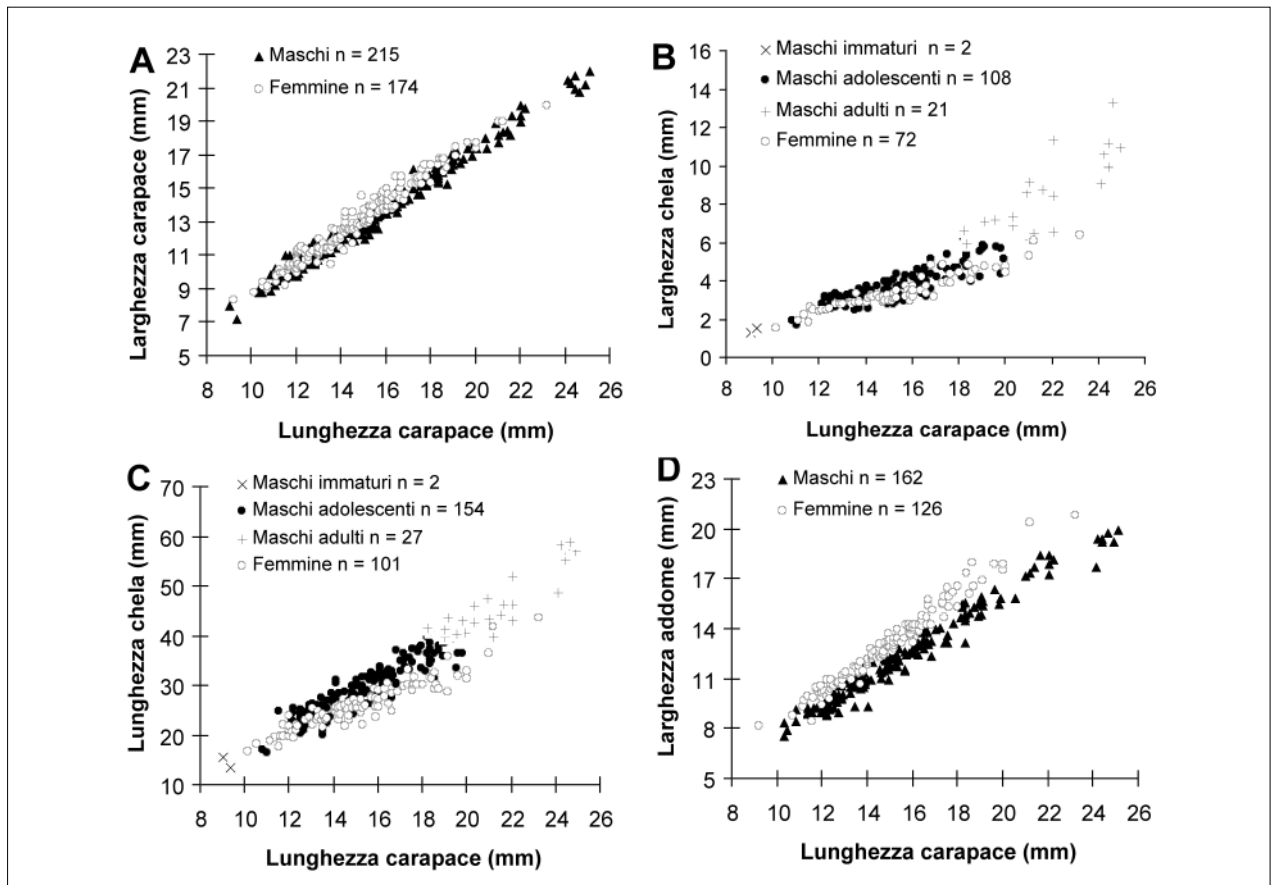 A
Maschi n = 215
Femmine n = 174
Larghezza carapace (mm)
23
21
19
17
15
13
11
9
7
5
8 10 12 14 16 18 20 22 24 26
Lunghezza carapace (mm)
B
Maschi immaturi n = 2
Maschi adolescenti n = 108
Maschi adulti n = 21
Femmine n = 72
Larghezza chela (mm)
16
14
12
10
8
6
4
2
0
8 10 12 14 16 18 20 22 24 26
Lunghezza carapace (mm)
C
Maschi immaturi n = 2
Maschi adolescenti n = 154
Maschi adulti n = 27
Femmine n = 101
Lunghezza chela (mm)
70
60
50
40
30
20
10
8 10 12 14 16 18 20 22 24 26
Lunghezza carapace (mm)
D
Maschi n = 162
Femmine n = 126
Larghezza addome (mm)
23
20
17
14
11
8
5
8 10 12 14 16 18 20 22 24 26
Lunghezza carapace (mm)